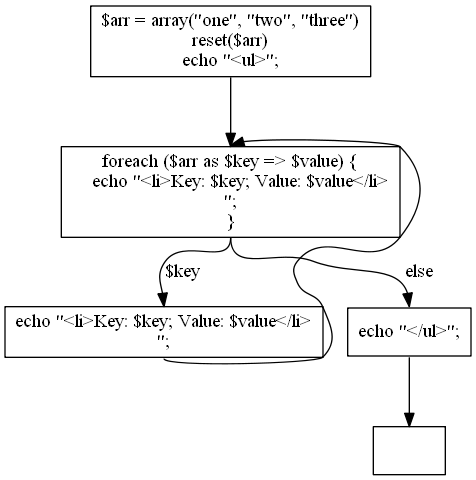 $arr = array("one", "two", "three")
reset($arr)
echo "<ul>";
foreach ($arr as $key => $value) {
echo "<li>Key: $key; Value: $value</li>
";
}
$key
else
echo "<li>Key: $key; Value: $value</li>
";
echo "</ul>";